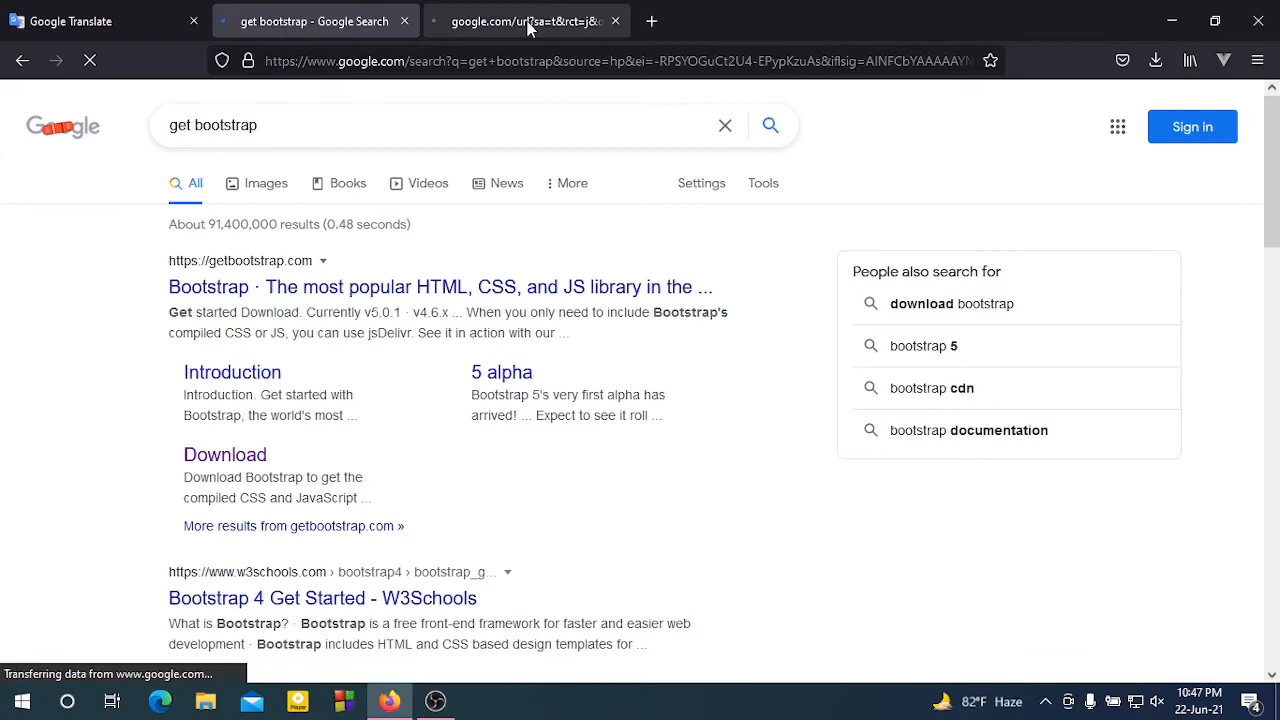 Google Translate
get bootstrap - Google Search
google.com/url?sa=t&rct=j&
https://www.google.com/search?q=get+bootstrap&source=hp&ei=-RPSYOGuCt2U4-EPypKzuAs&iflsig=AINFCbYAAAAAYN
Google
get bootstrap
Sign in
All
Images
Books
Videos
News
More
Settings
Tools
About 91,400,000 results (0.48 seconds)
https://getbootstrap.com
Bootstrap · The most popular HTML, CSS, and JS library in the ...
Get started Download. Currently v5.0.1 · v4.6.x ... When you only need to include Bootstrap's
compiled CSS or JS, you can use jsDelivr. See it in action with our ...
Introduction
Introduction. Get started with
Bootstrap, the world's most ...
5 alpha
Bootstrap 5's very first alpha has
arrived! ... Expect to see it roll ...
Download
Download Bootstrap to get the
compiled CSS and JavaScript ...
More results from getbootstrap.com »
https://www.w3schools.com › bootstrap4 › bootstrap_g...
Bootstrap 4 Get Started - W3Schools
What is Bootstrap? · Bootstrap is a free front-end framework for faster and easier web
development · Bootstrap includes HTML and CSS based design templates for ...
People also search for
download bootstrap
bootstrap 5
bootstrap cdn
bootstrap documentation
Transferring data from www.google.com...
Player
82°F Haze
10:47 PM
22-Jun-21
4